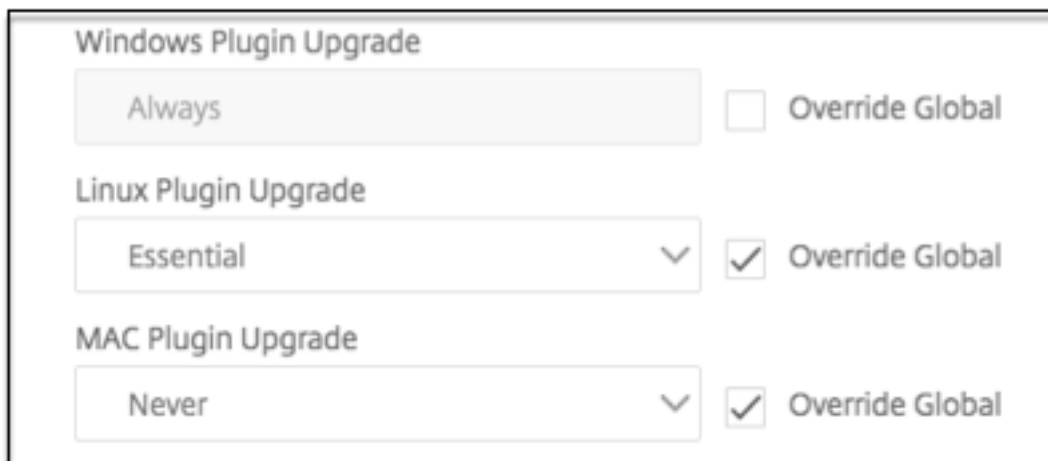 Windows Plugin Upgrade
Always Override Global
Linux Plugin Upgrade
Essential Override Global
MAC Plugin Upgrade
Never Override Global